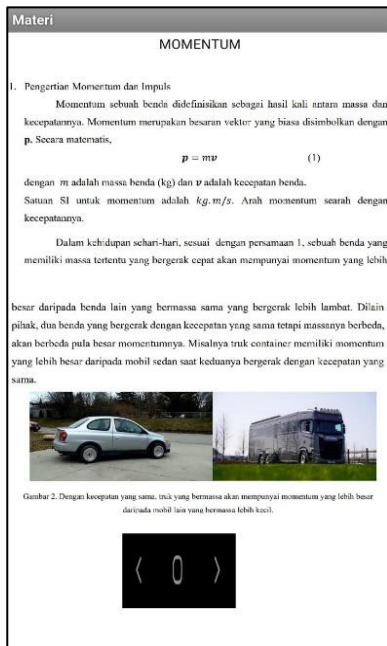 Materi
MOMENTUM
1. Pengertian Momentum dan Impuls
Momentum sebuah benda didefinisikan sebagai hasil kali antara massa dan
kecepatannya. Momentum merupakan besaran vektor yang biasa disimbolkan dengan
p. Secara matematis,
p = mv (1)
dengan m adalah massa benda (kg) dan v adalah kecepatan benda.
Satuan SI untuk momentum adalah kg.m/s. Arah momentum searah dengan
kecepatannya.
Dalam kehidupan sehari-hari, sesuai dengan persamaan 1, sebuah benda yang
memiliki massa tertentu yang bergerak cepat akan mempunyai momentum yang lebih
besar daripada benda lain yang bermassa sama yang bergerak lebih lambat. Dilain
pihak, dua benda yang bergerak dengan kecepatan yang sama tetapi massanya berbeda,
akan berbeda pula besar momentumnya. Misalnya truk container memiliki momentum
yang lebih besar daripada mobil sedan saat keduanya bergerak dengan kecepatan yang
sama.
Gambar 2. Dengan kecepatan yang sama, truk yang bermassa akan mempunyai momentum yang lebih besar
daripada mobil lain yang bermassa lebih kecil.
< 0 >